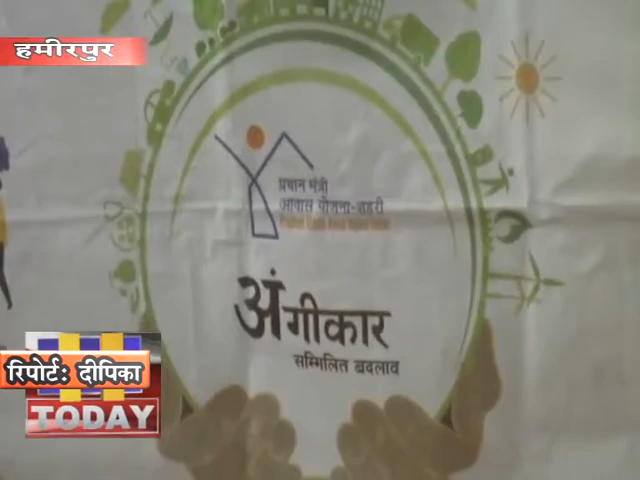 हमीरपुर
प्रधान मंत्री
आवास योजना-शहरी
अंगीकार
सम्मिलित बदलाव
रिपोर्ट: दीपिका
TODAY